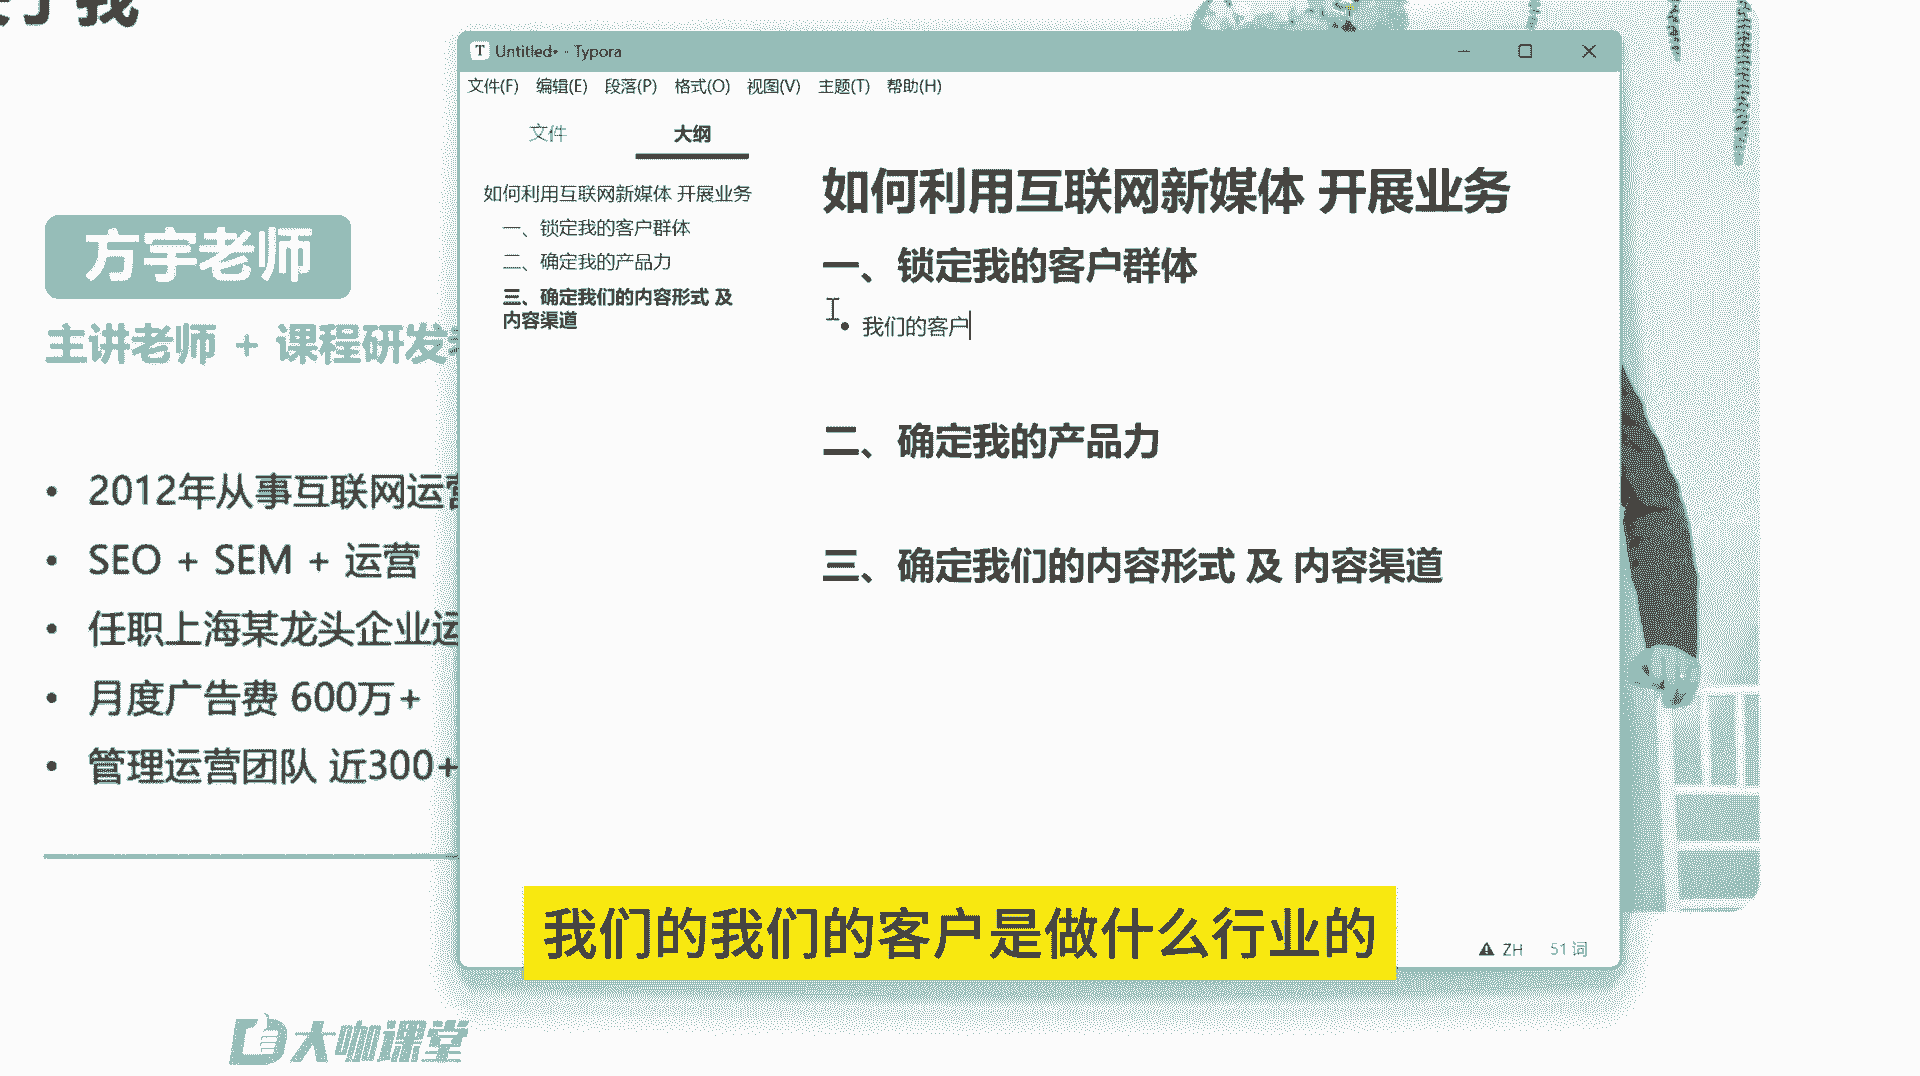 方宇老师
主讲老师 + 课程研发
• 2012年从事互联网运营
• SEO + SEM + 运营
• 任职上海某龙头企业运
• 月度广告费 600万+
• 管理运营团队 近300+
大咖课堂
T Untitled• - Typora
文件(F) 编辑(E) 段落(P) 格式(O) 视图(V) 主题(T) 帮助(H)
文件 大纲
如何利用互联网新媒体 开展业务
一、锁定我的客户群体
二、确定我的产品力
三、确定我们的内容形式 及
内容渠道
如何利用互联网新媒体 开展业务
一、锁定我的客户群体
• 我们的客户
二、确定我的产品力
三、确定我们的内容形式 及 内容渠道
ZH 51 词
我们的我们的客户是做什么行业的